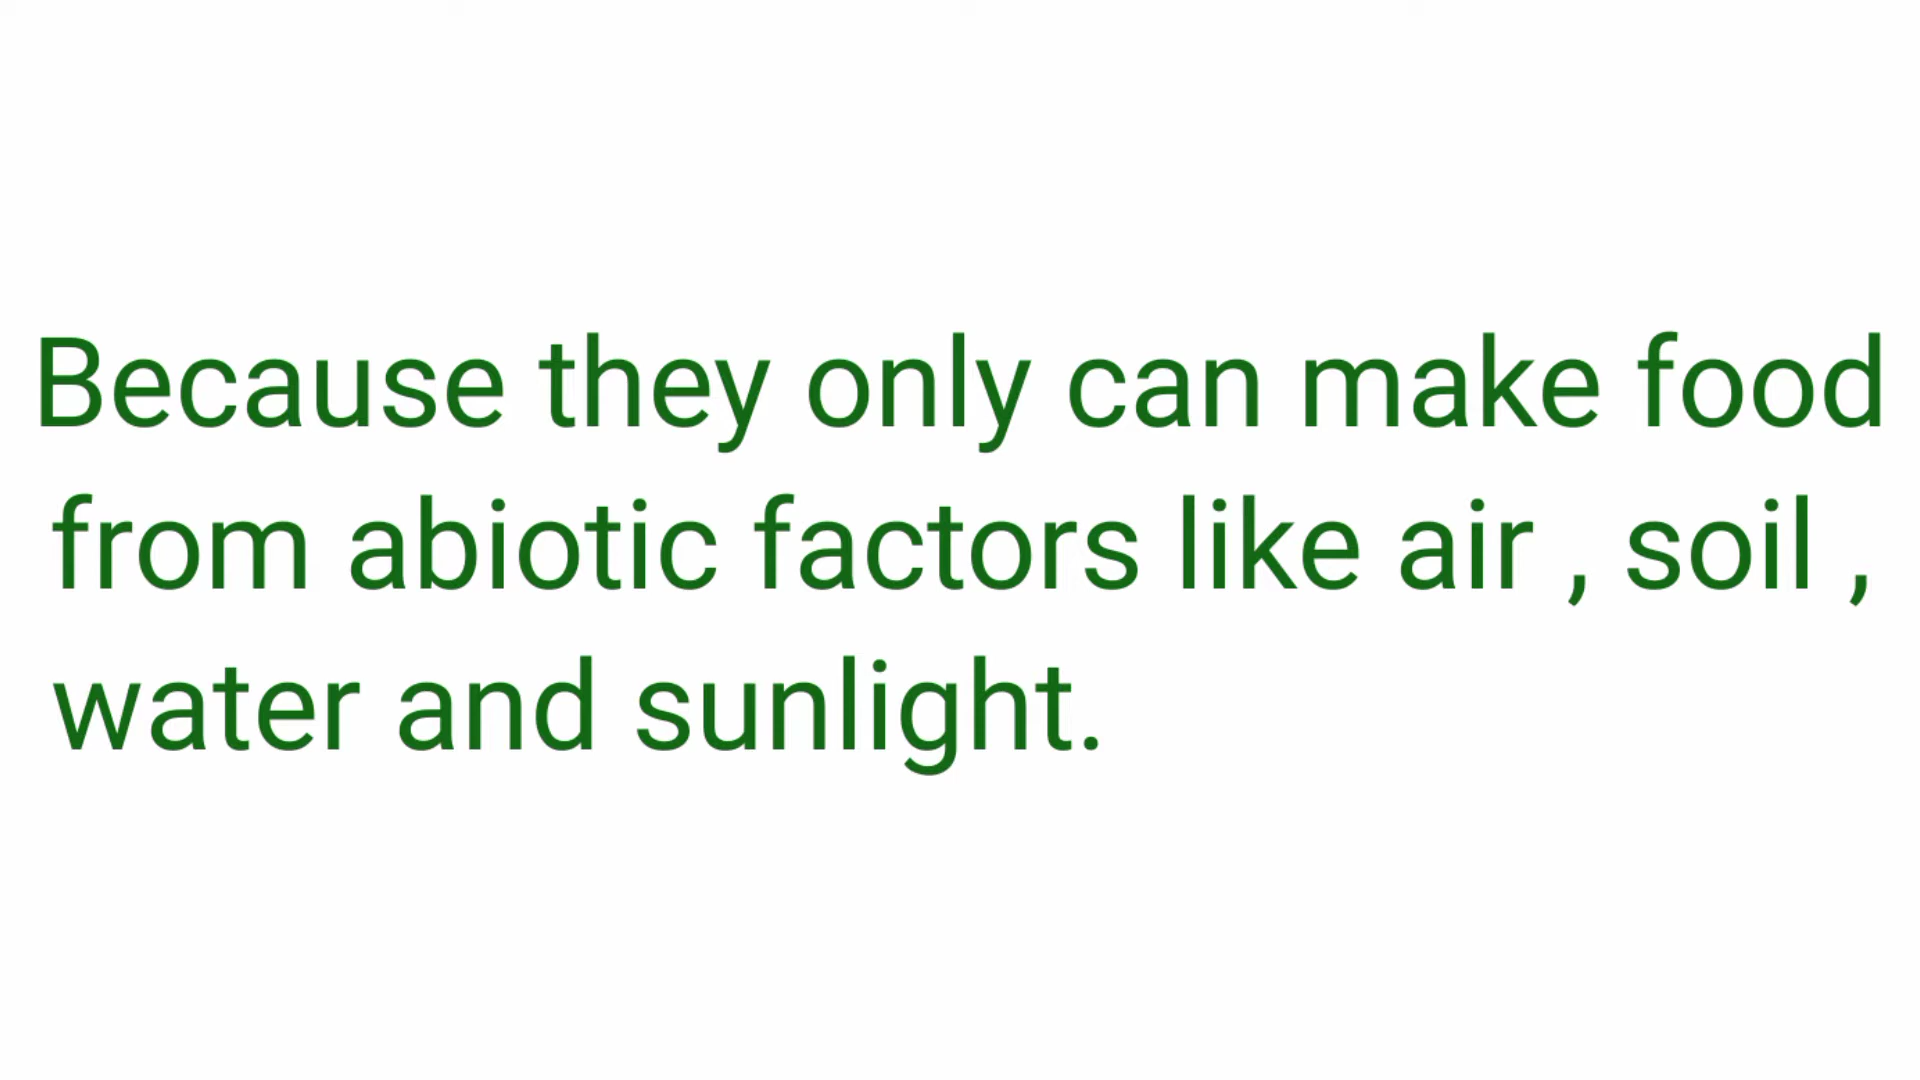 Because they only can make food
from abiotic factors like air , soil ,
water and sunlight.